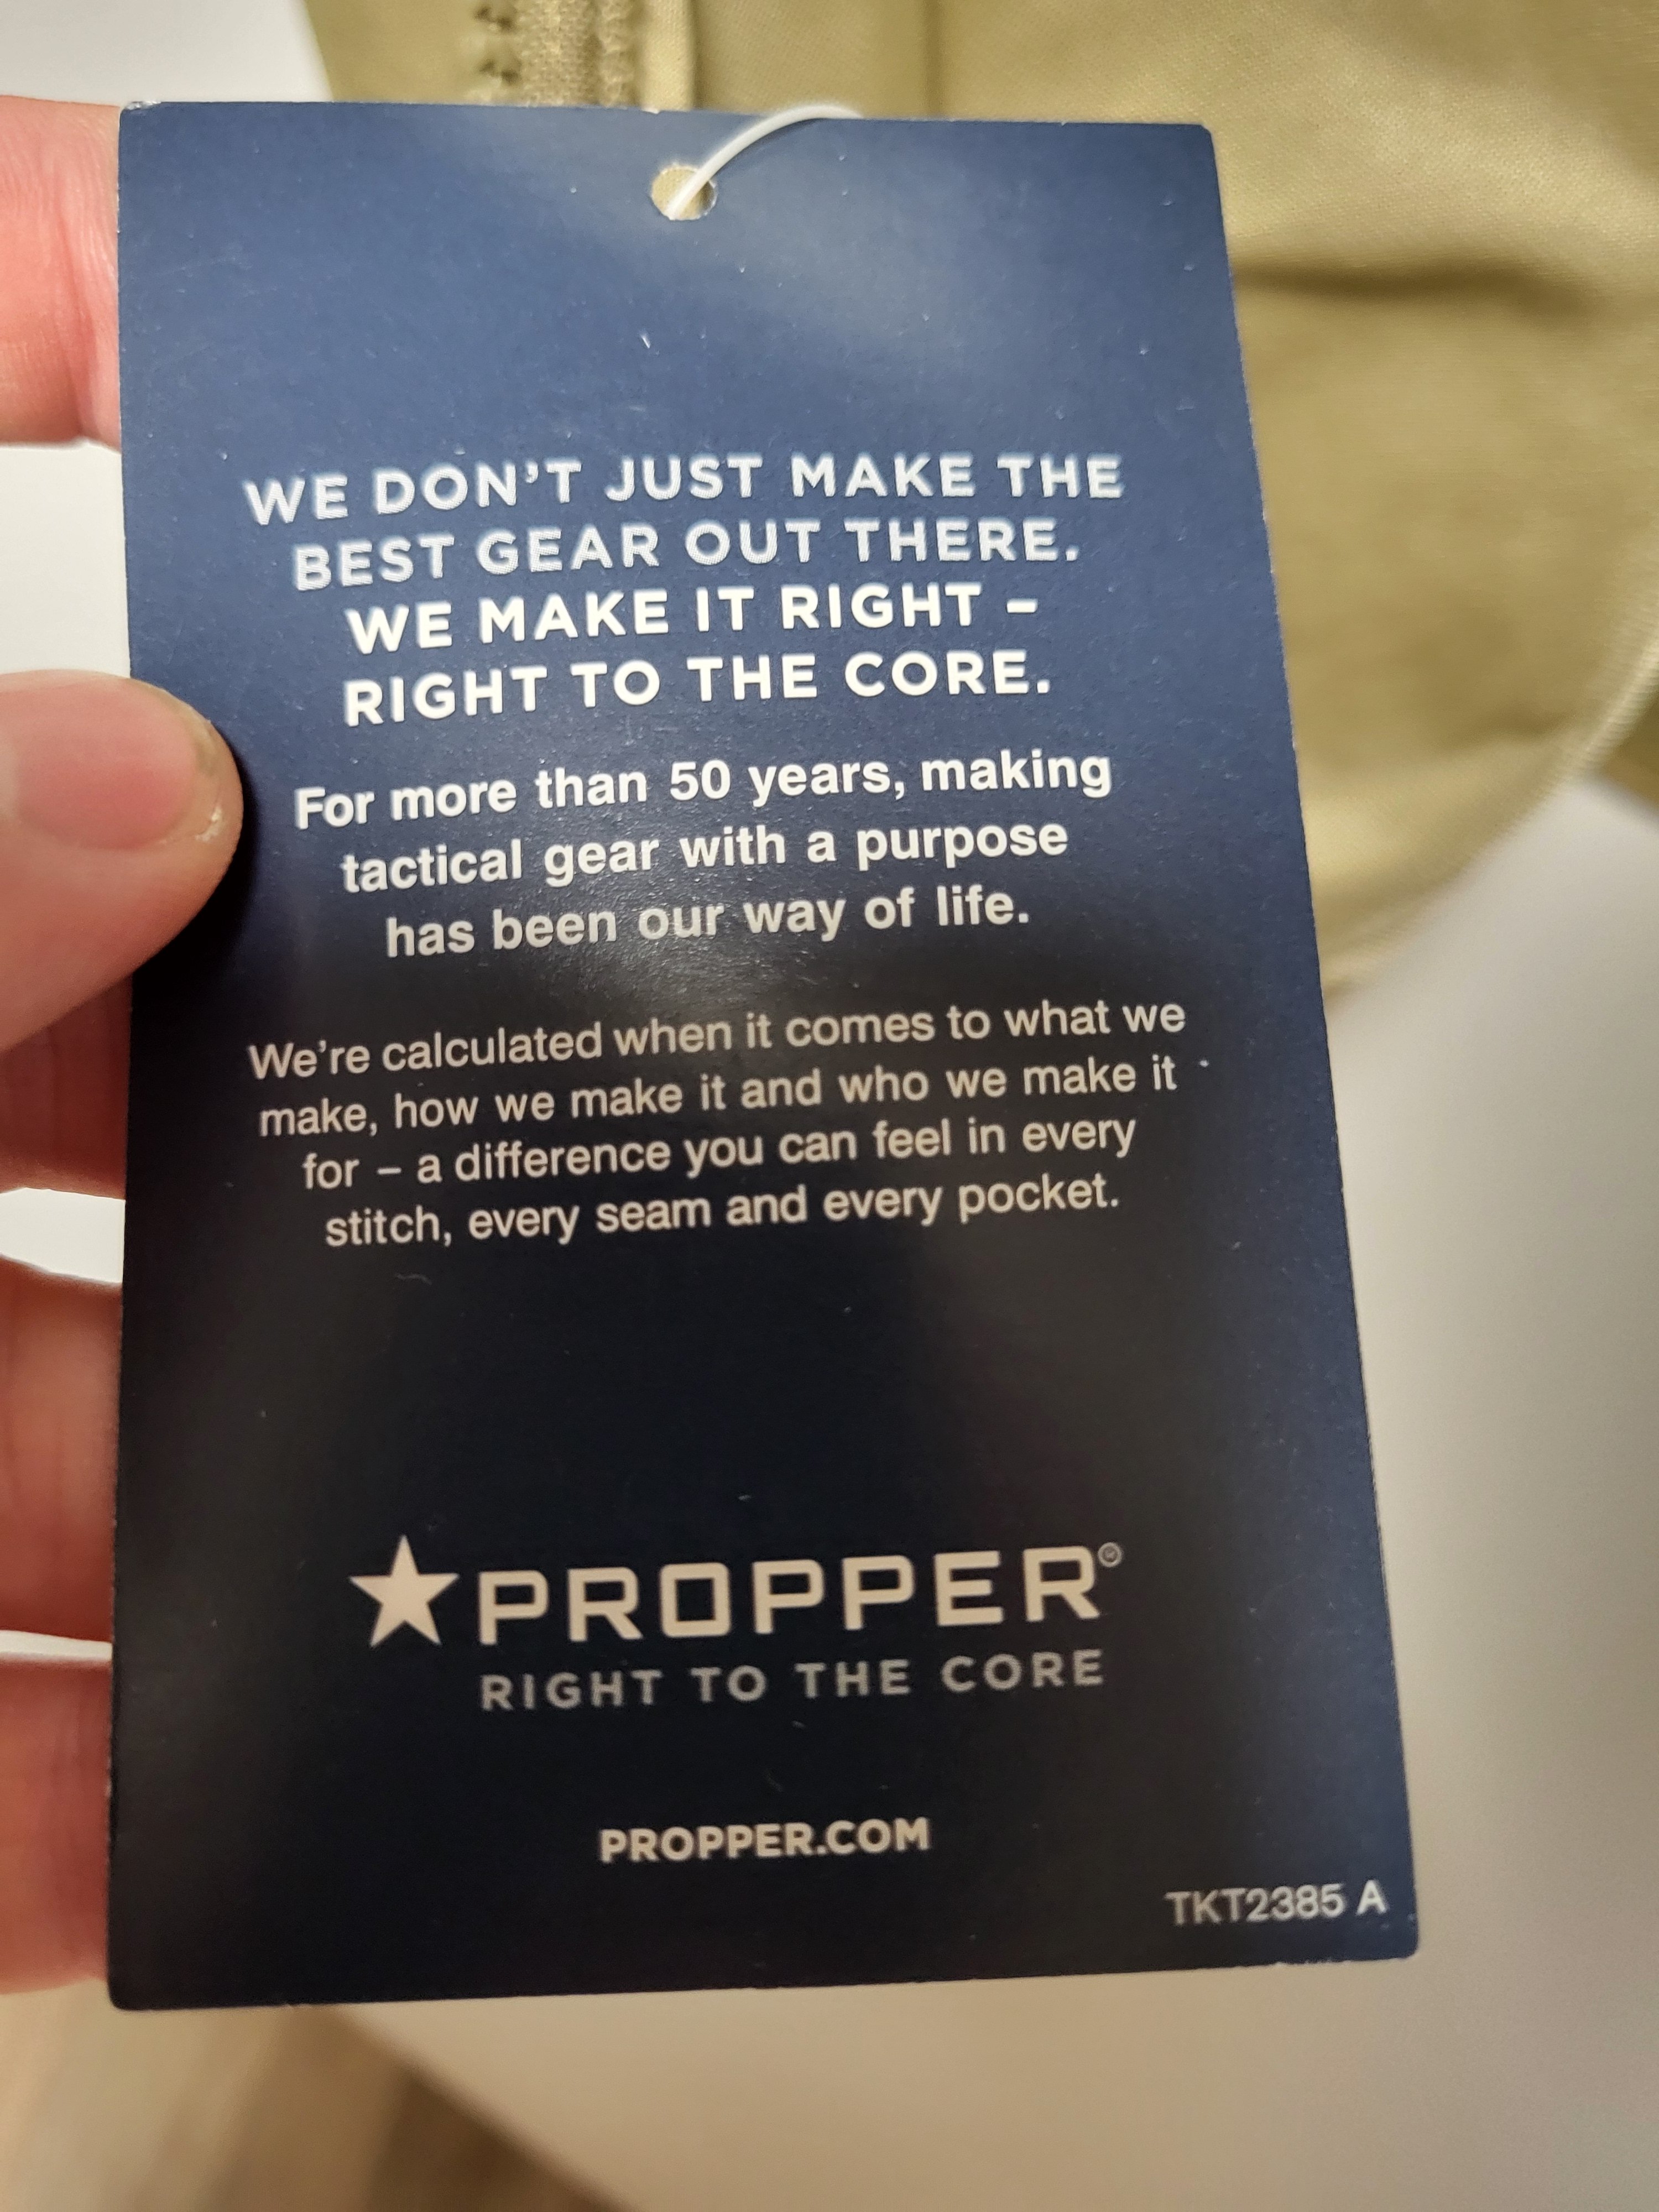 WE DON'T JUST MAKE THE
BEST GEAR OUT THERE.
WE MAKE IT RIGHT –
RIGHT TO THE CORE.
For more than 50 years, making
tactical gear with a purpose
has been our way of life.
We're calculated when it comes to what we
make, how we make it and who we make it
for – a difference you can feel in every
stitch, every seam and every pocket.
PROPPER®
RIGHT TO THE CORE
PROPPER.COM
TKT2385 A